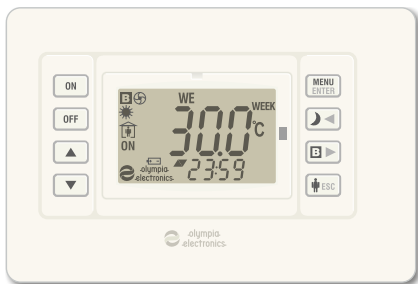 ON
OFF
B
WE
WEEK
30.0 °C
ON
23:59
olympia
electronics
MENU
ENTER
B
ESC
olympia
electronics